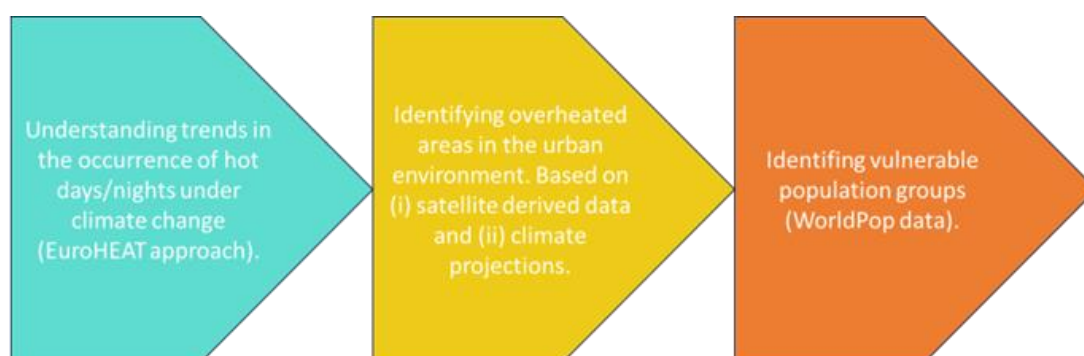 Understanding trends in
the occurrence of hot
days/nights under
climate change
(EuroHEAT approach).
Identifying overheated
areas in the urban
environment. Based on
(i) satellite derived data
and (ii) climate
projections.
Identifing vulnerable
population groups
(WorldPop data).